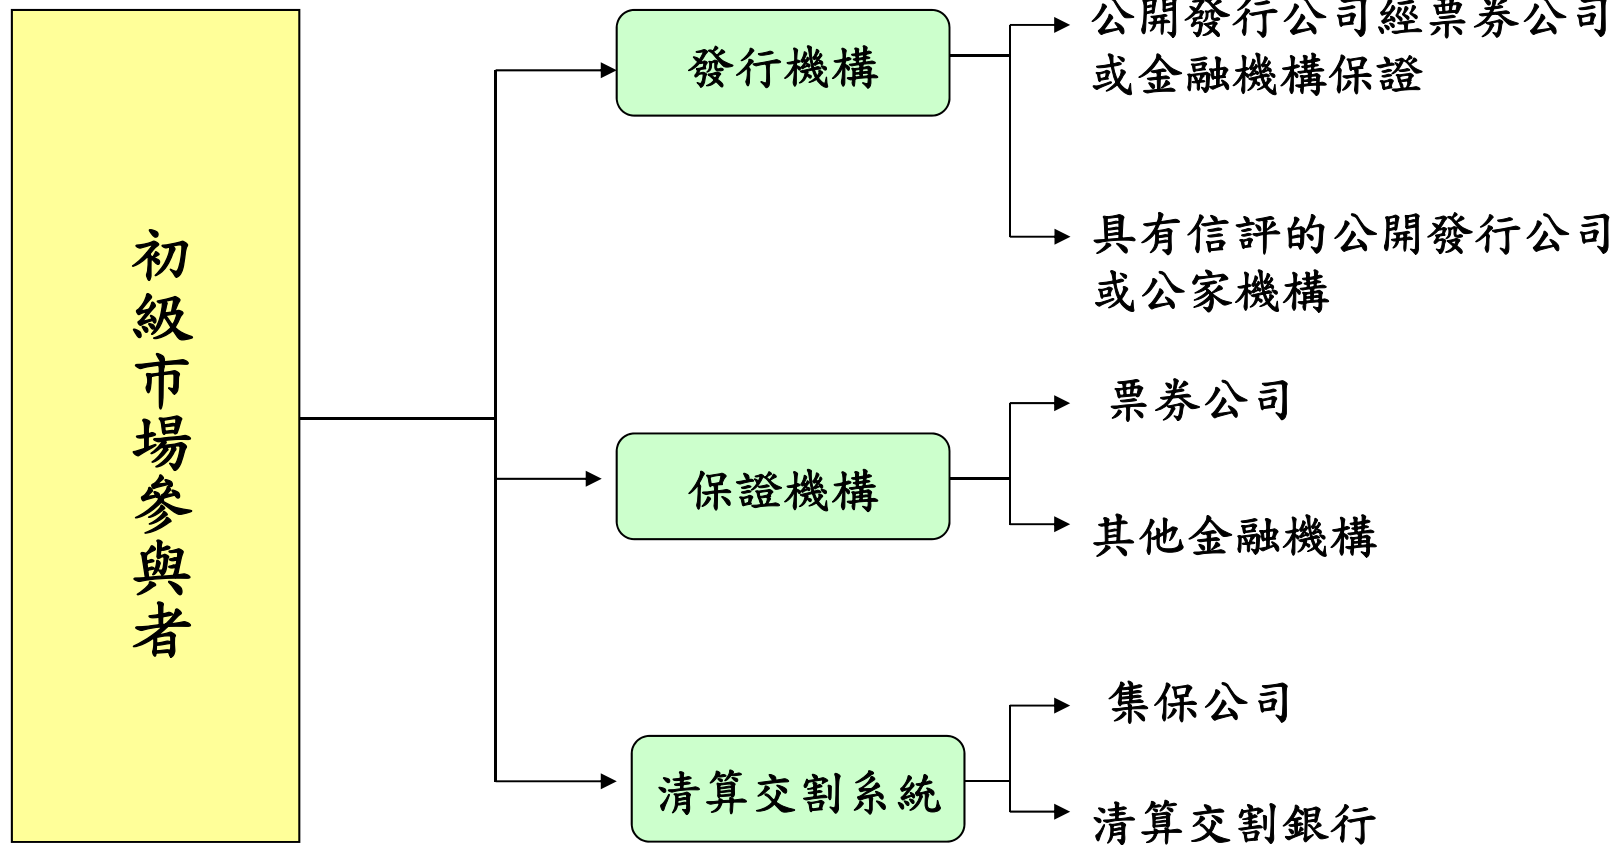 初級市場參與者
發行機構
公開發行公司經票券公司
或金融機構保證
具有信評的公開發行公司
或公家機構
保證機構
票券公司
其他金融機構
清算交割系統
集保公司
清算交割銀行